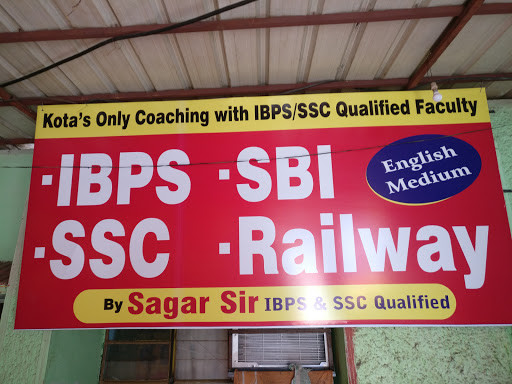 Kota's Only Coaching with IBPS/SSC Qualified Faculty
·IBPS ·SBI
English
Medium
·SSC ·Railway
By Sagar Sir IBPS & SSC Qualified